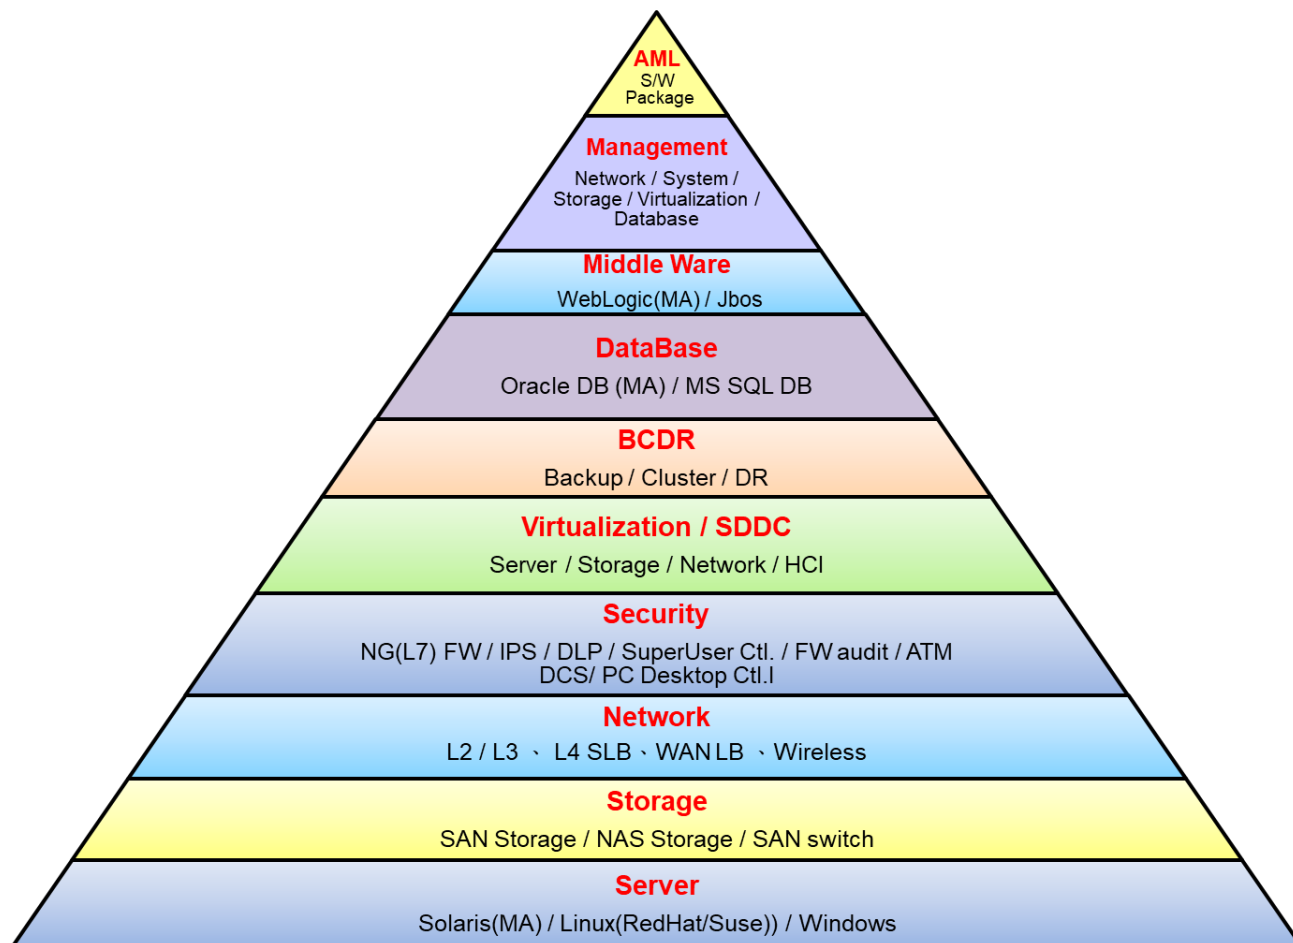 AML
S/W
Package
Management
Network / System /
Storage / Virtualization /
Database
Middle Ware
WebLogic(MA) / Jbos
DataBase
Oracle DB (MA) / MS SQL DB
BCDR
Backup / Cluster / DR
Virtualization / SDDC
Server / Storage / Network / HCI
Security
NG(L7) FW / IPS / DLP / SuperUser Ctl. / FW audit / ATM
DCS/ PC Desktop Ctl.l
Network
L2 / L3 、 L4 SLB、WAN LB 、Wireless
Storage
SAN Storage / NAS Storage / SAN switch
Server
Solaris(MA) / Linux(RedHat/Suse)) / Windows